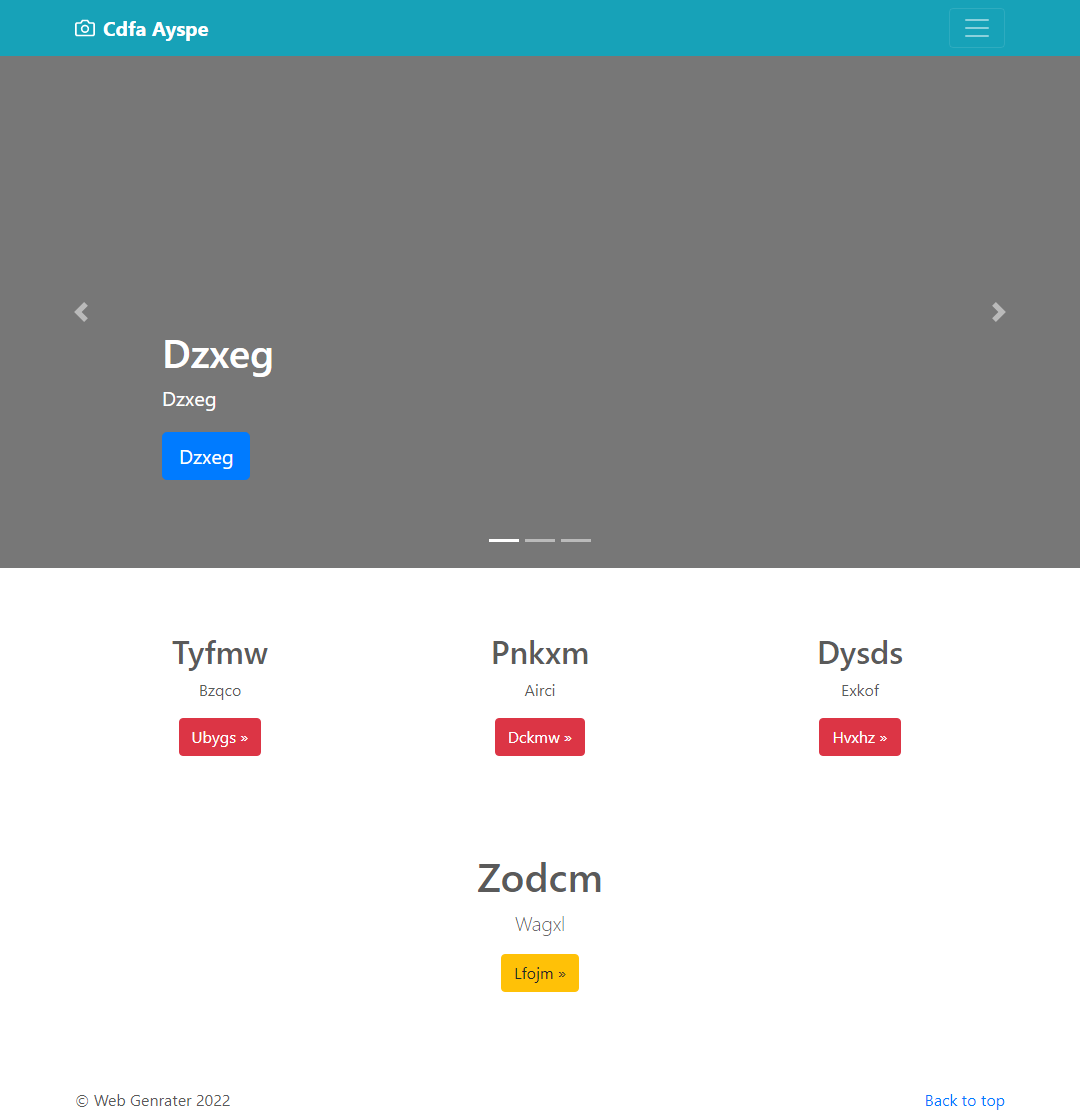 Cdfa Ayspe
Dzxeg
Dzxeg
Dzxeg
Tyfmw
Pnkxm
Dysds
Bzqco
Airci
Exkof
Ubygs »
Dckmw »
Hvxhz »
Zodcm
Wagxl
Lfojm »
© Web Genrater 2022
Back to top